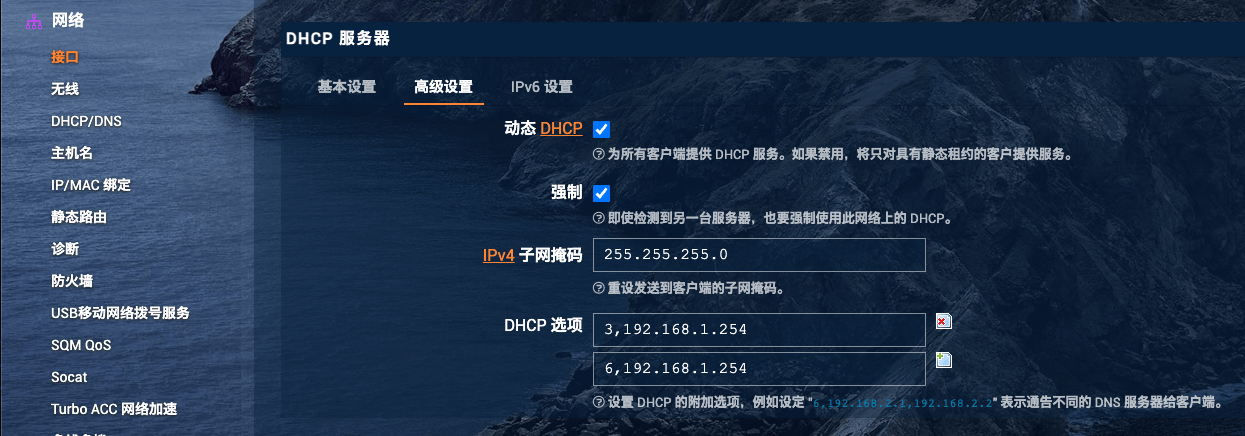 网络
接口
无线
DHCP/DNS
主机名
IP/MAC 绑定
静态路由
诊断
防火墙
USB移动网络拨号服务
SQM QoS
Socat
Turbo ACC 网络加速
DHCP 服务器
基本设置 高级设置 IPv6 设置
动态 DHCP
为所有客户端提供 DHCP 服务。如果禁用，将只对具有静态租约的客户提供服务。
强制
即使检测到另一台服务器，也要强制使用此网络上的 DHCP。
IPv4 子网掩码 255.255.255.0
重设发送到客户端的子网掩码。
DHCP 选项 3,192.168.1.254
6,192.168.1.254
设置 DHCP 的附加选项，例如设定 "6,192.168.2.1,192.168.2.2" 表示通告不同的 DNS 服务器给客户端。